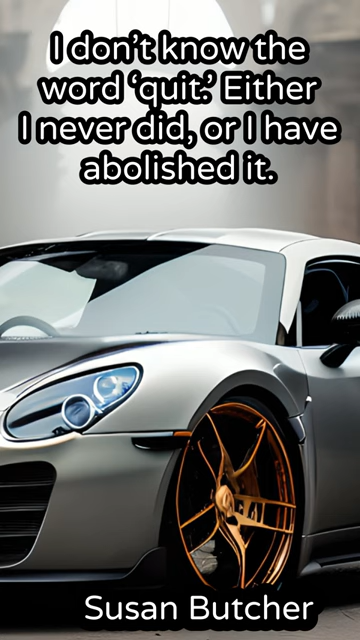 I don't know the
word ‘quit.’ Either
I never did, or I have
abolished it.
Susan Butcher